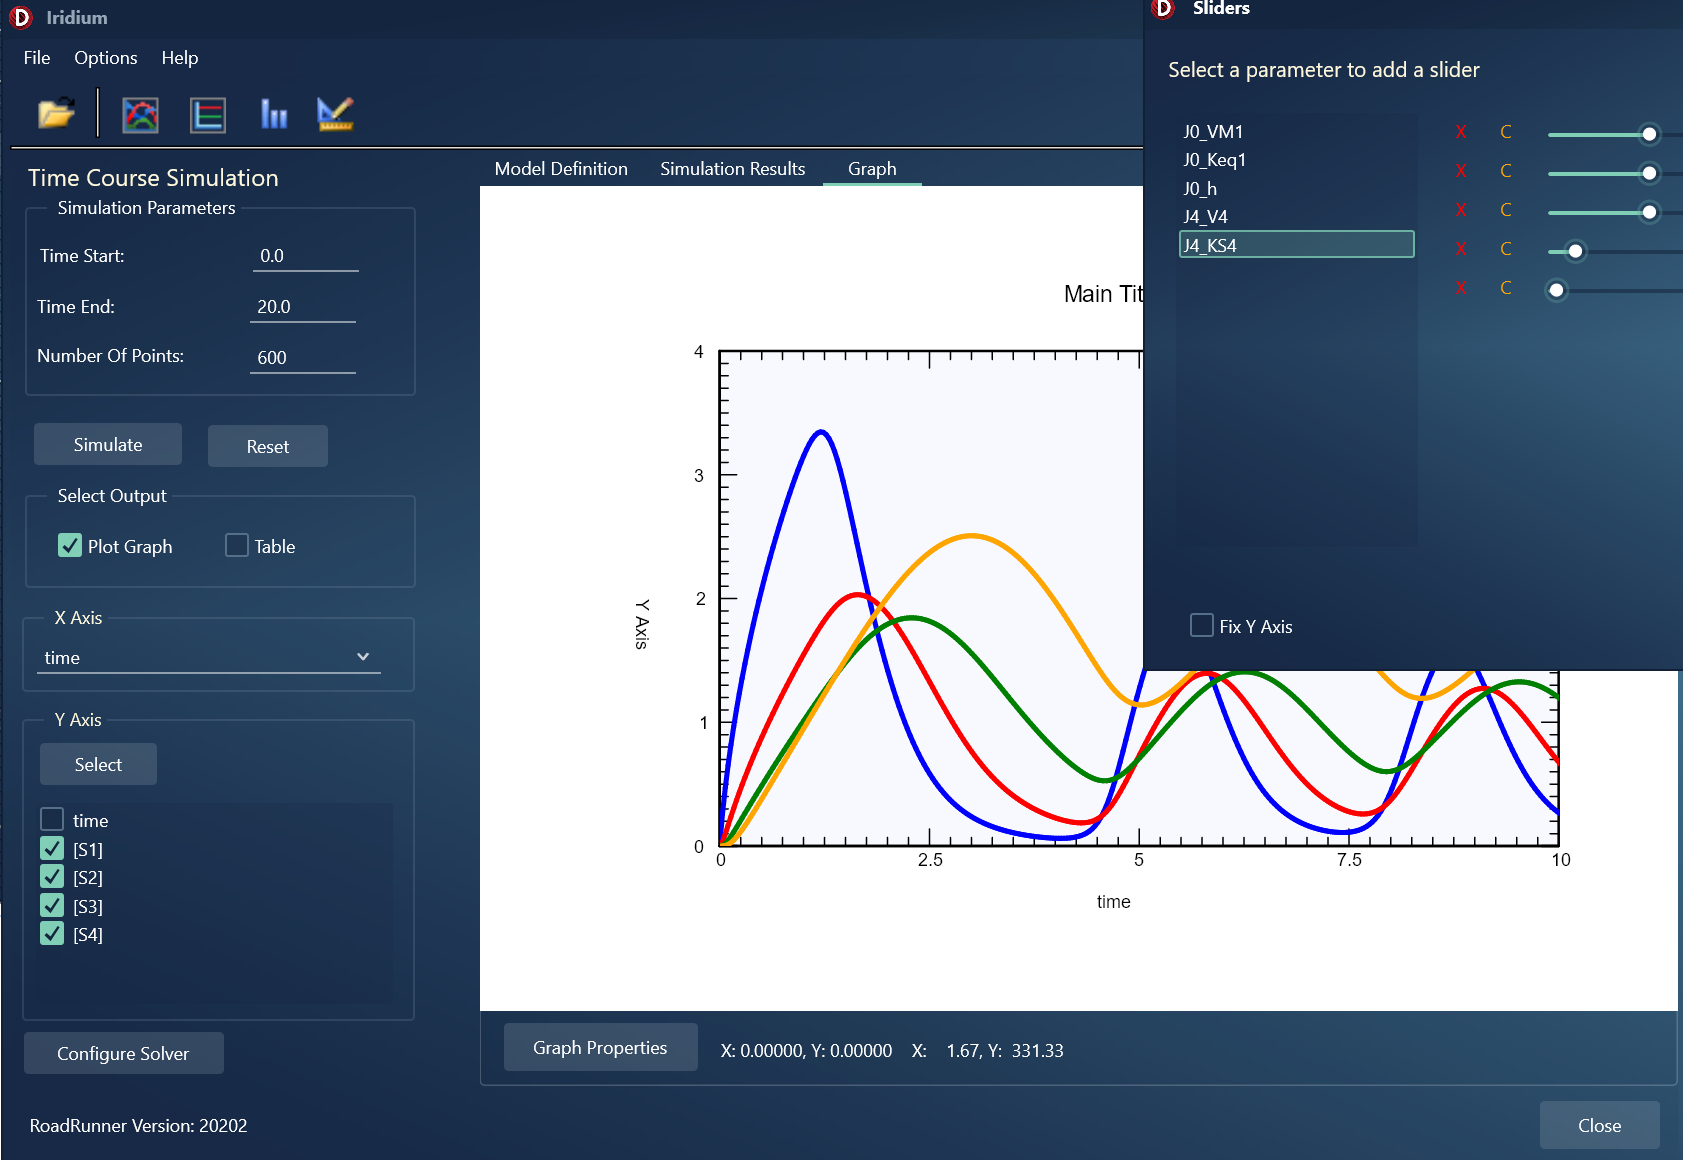 Iridium
File Options Help
Time Course Simulation
Simulation Parameters
Time Start: 0.0
Time End: 20.0
Number Of Points: 600
Simulate Reset
Select Output
Plot Graph Table
X Axis
time
Y Axis
Select
time
[S1]
[S2]
[S3]
[S4]
Configure Solver
RoadRunner Version: 20202
Model Definition Simulation Results Graph
Main Tit
Y Axis
4
3
2
1
0
0 2.5 5 7.5 10
time
Graph Properties X: 0.00000, Y: 0.00000 X: 1.67, Y: 331.33
Close
Sliders
Select a parameter to add a slider
J0_VM1
J0_Keq1
J0_h
J4_V4
J4_KS4
X C
X C
X C
X C
X C
Fix Y Axis